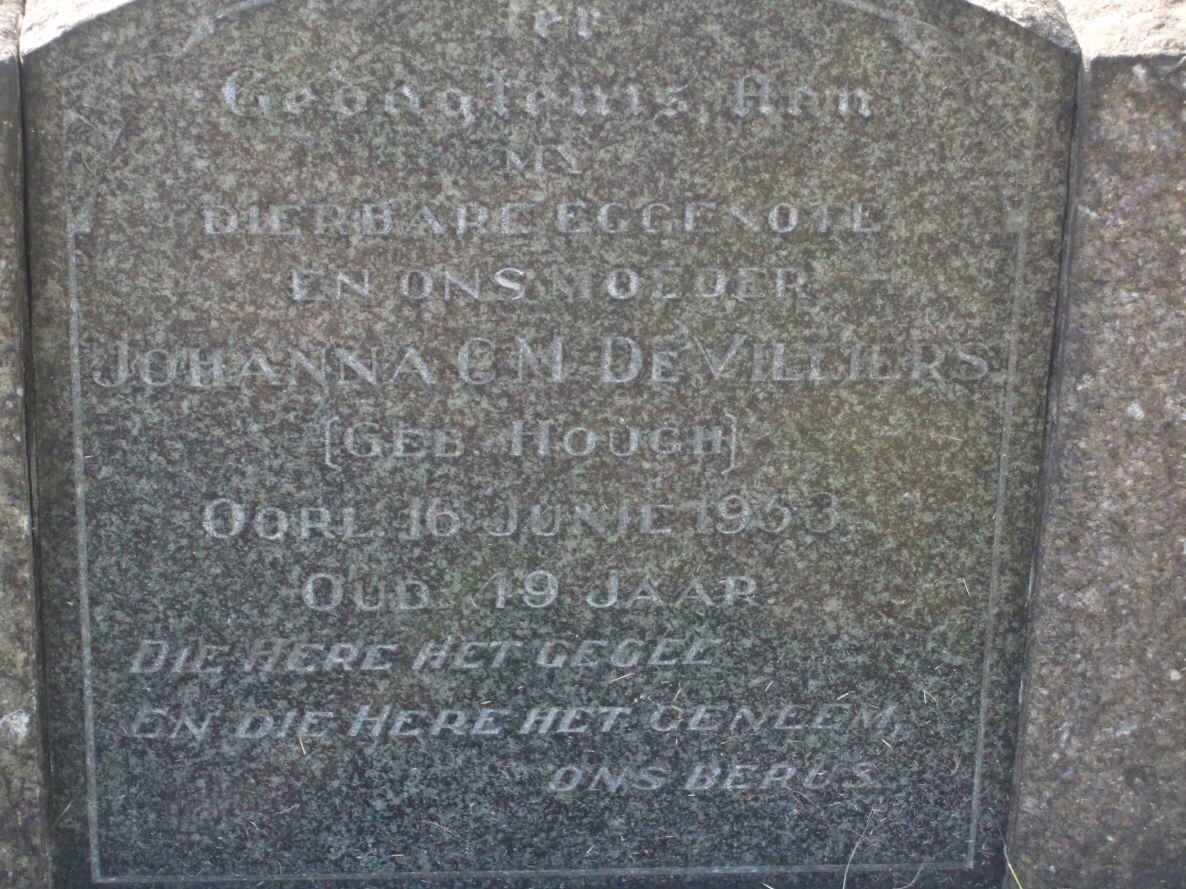 ter
Gedagtenis Aan
MY
DIERBARE EGGENOTE
EN ONS MOEDER
JOHANNA C M DE VILLIERS
(GEB. HOUGH)
OORL. 16 JUNIE 1953
OUD 49 JAAR
DIE HERE HET GEGEE
EN DIE HERE HET GENEEM,
ONS BERUS.